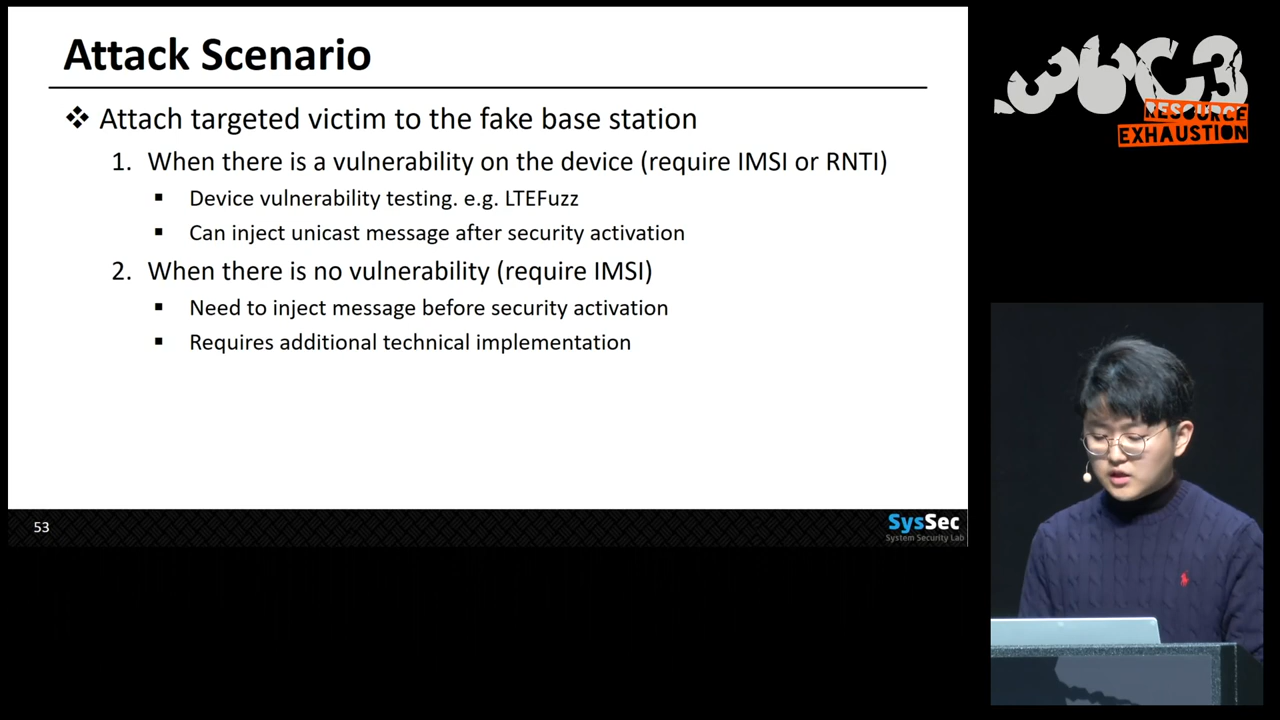 Attack Scenario
❖ Attach targeted victim to the fake base station
1. When there is a vulnerability on the device (require IMSI or RNTI)
▪ Device vulnerability testing. e.g. LTEFuzz
▪ Can inject unicast message after security activation
2. When there is no vulnerability (require IMSI)
▪ Need to inject message before security activation
▪ Requires additional technical implementation
53
SysSec
System Security Lab
36C3
RESOURCE
EXHAUSTION